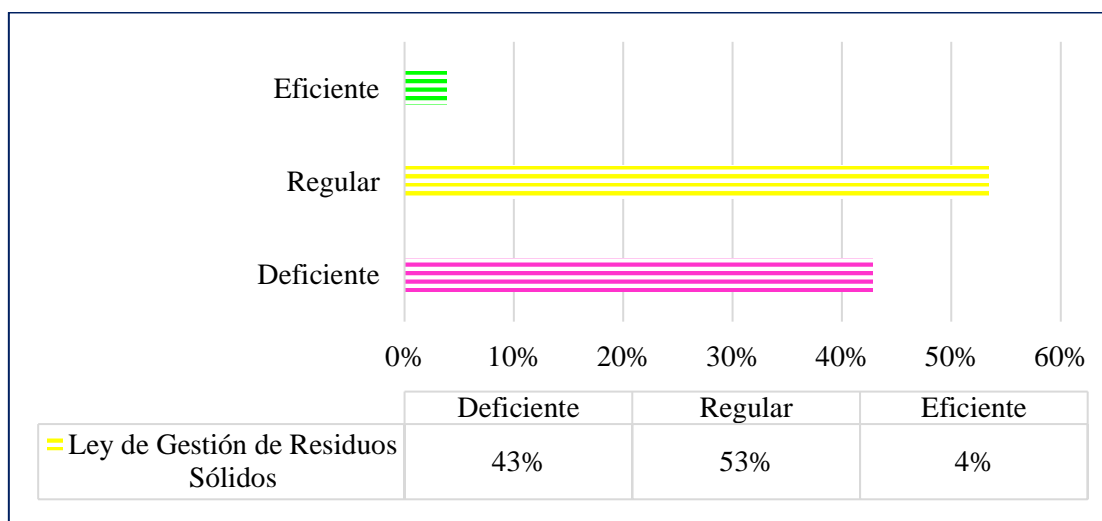 Eficiente
Regular
Deficiente
0% 10% 20% 30% 40% 50% 60%
Deficiente Regular Eficiente
Ley de Gestión de Residuos
Sólidos
43% 53% 4%